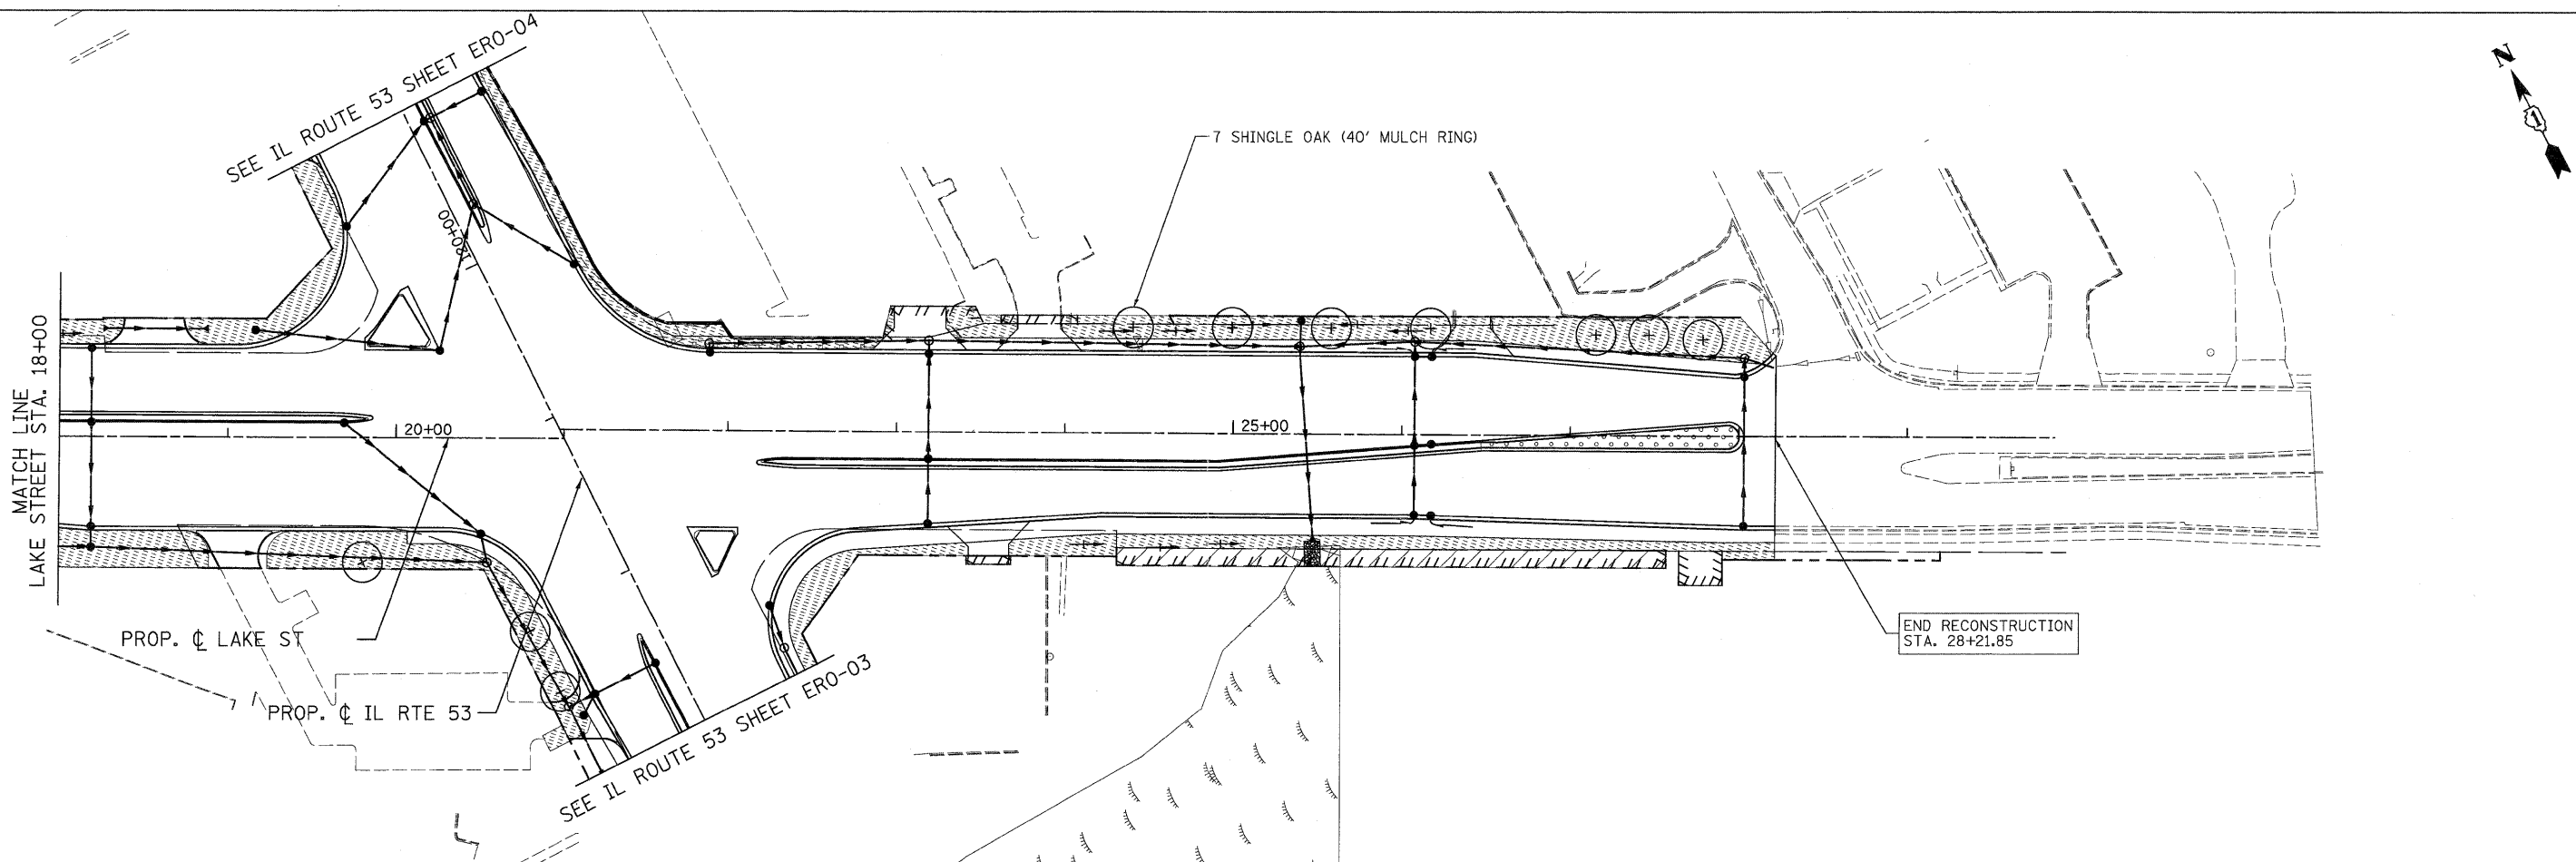 SEE IL ROUTE 53 SHEET ERO-04
7 SHINGLE OAK (40' MULCH RING)
N
1
180+00
MATCH LINE
LAKE STREET STA. 18+00
20+00
25+00
PROP. ℄ LAKE ST
PROP. ℄ IL RTE 53
SEE IL ROUTE 53 SHEET ERO-03
END RECONSTRUCTION
STA. 28+21.85